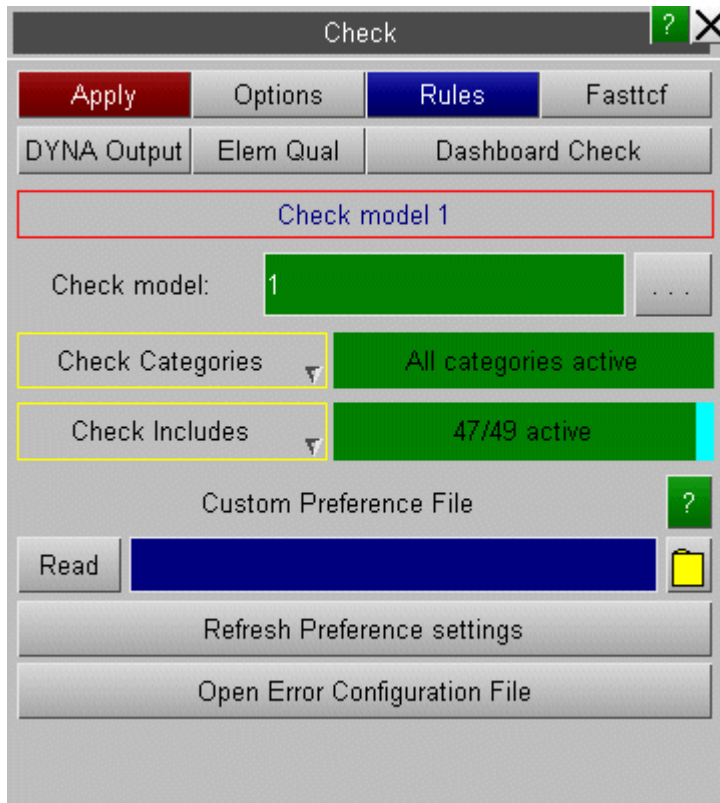 Check ?
Apply Options Rules Fasttcf
DYNA Output Elem Qual Dashboard Check
Check model 1
Check model: 1 ...
Check Categories All categories active
Check Includes 47/49 active
Custom Preference File ?
Read
Refresh Preference settings
Open Error Configuration File